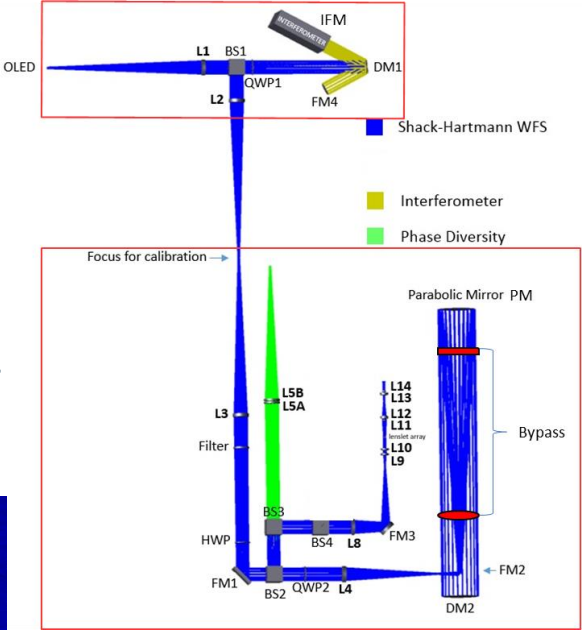 IFM
INTERFEROMETER
L1
BS1
OLED
DM1
QWP1
FM4
L2
Shack-Hartmann WFS
Interferometer
Phase Diversity
Focus for calibration
Parabolic Mirror PM
L14
L13
L5B
L5A
L12
L11
lenslet array
L3
Bypass
Filter
L10
L9
BS3
HWP
BS4
L8
FM3
FM1
BS2
QWP2
L4
FM2
DM2